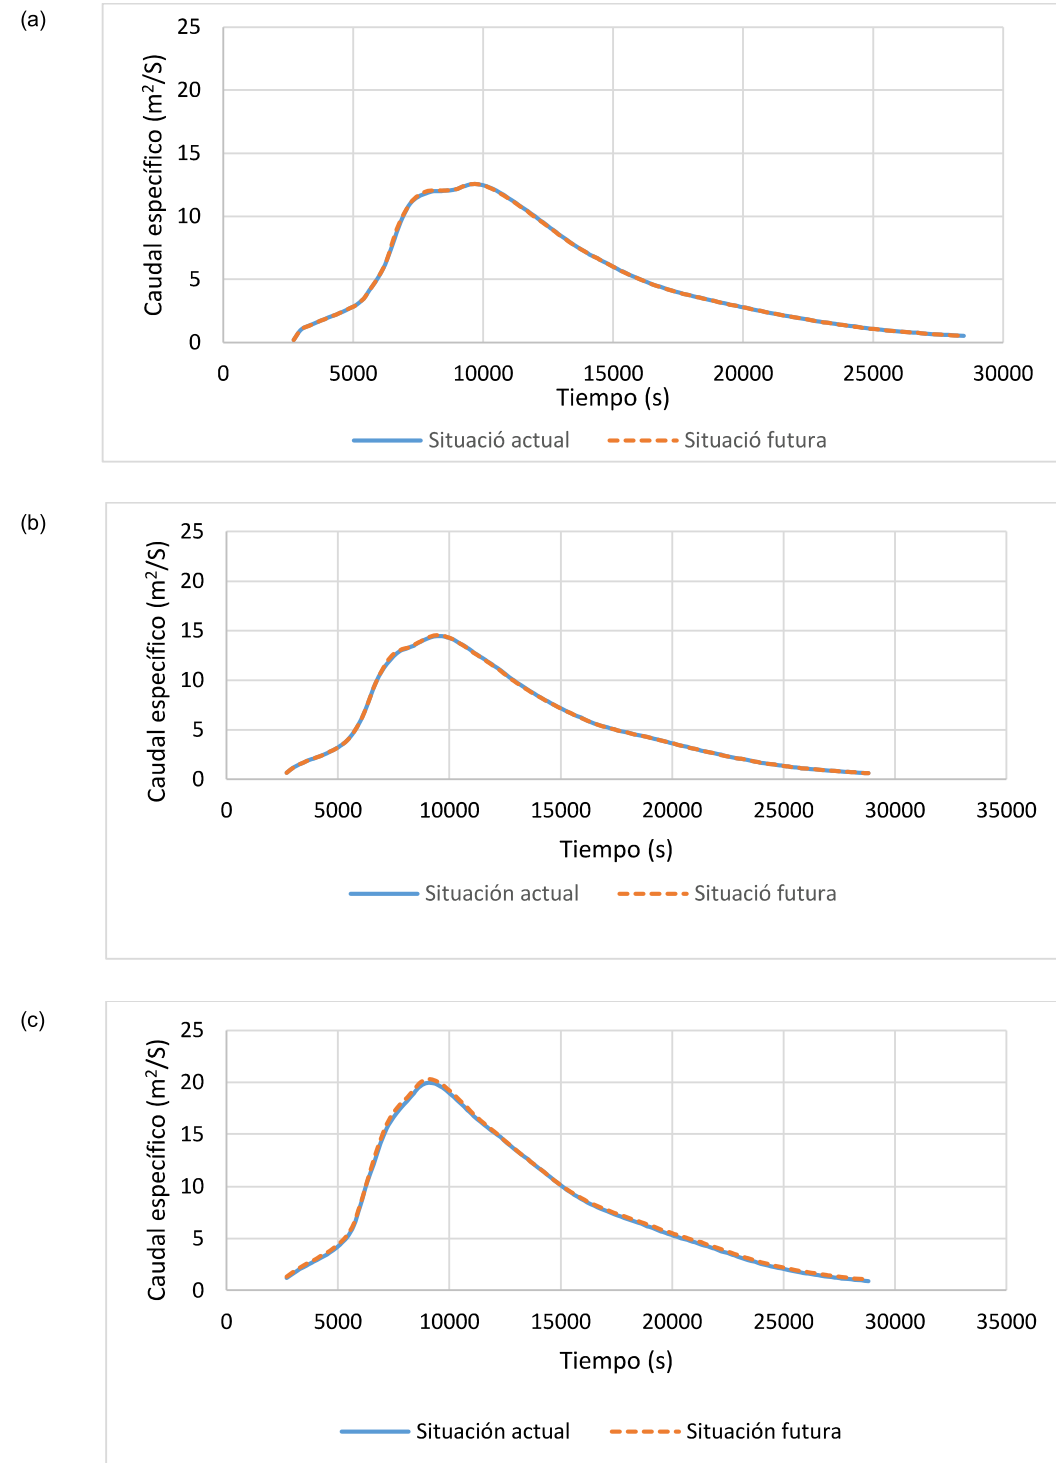 (a)
Caudal específico (m²/S)
25
20
15
10
5
0
0 5000 10000 15000 20000 25000 30000
Tiempo (s)
Situació actual Situació futura
(b)
Caudal específico (m²/S)
25
20
15
10
5
0
0 5000 10000 15000 20000 25000 30000 35000
Tiempo (s)
Situación actual Situació futura
(c)
Caudal específico (m²/S)
25
20
15
10
5
0
0 5000 10000 15000 20000 25000 30000 35000
Tiempo (s)
Situación actual Situación futura